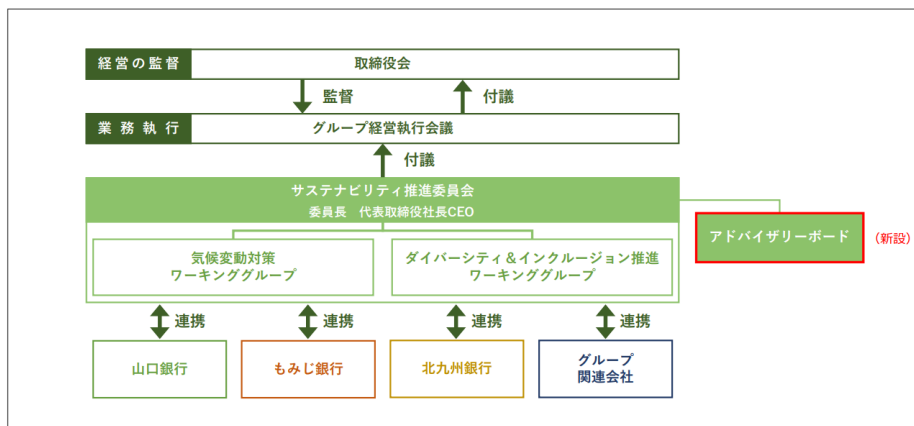 経営の監督
取締役会
監督
付議
業務執行
グループ経営執行会議
付議
サステナビリティ推進委員会
委員長　代表取締役社長CEO
アドバイザリーボード
(新設)
気候変動対策
ワーキンググループ
ダイバーシティ＆インクルージョン推進
ワーキンググループ
連携
連携
連携
連携
山口銀行
もみじ銀行
北九州銀行
グループ
関連会社